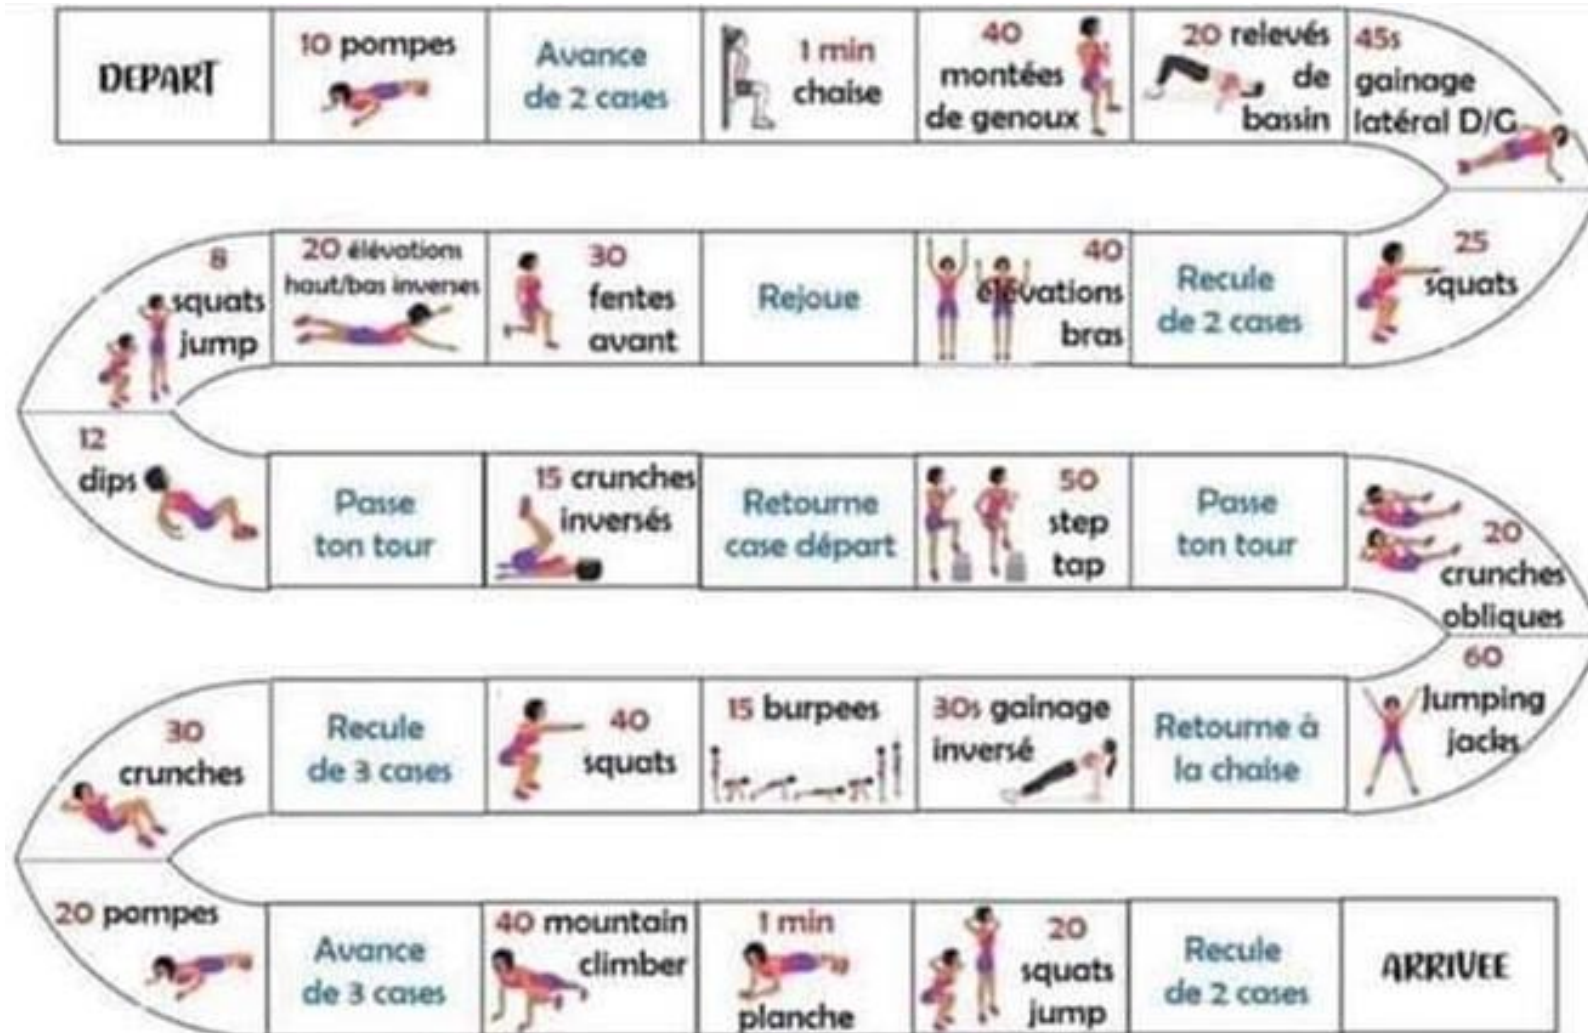 DEPART
10 pompes
Avance
de 2 cases
1 min
chaise
40
montées
de genoux
20 relevés
de
bassin
45s
gainage
latéral D/G
25
squats
Recule
de 2 cases
40
élévations
bras
Rejoue
30
fentes
avant
20 élévations
haut/bas inverses
8
squats
jump
12
dips
Passe
ton tour
15 crunches
inversés
Retourne
case départ
50
step
tap
Passe
ton tour
20
crunches
obliques
60
Jumping
jacks
Retourne à
la chaise
30s gainage
inversé
15 burpees
40
squats
Recule
de 3 cases
30
crunches
20 pompes
Avance
de 3 cases
40 mountain
climber
1 min
planche
20
squats
jump
Recule
de 2 cases
ARRIVEE